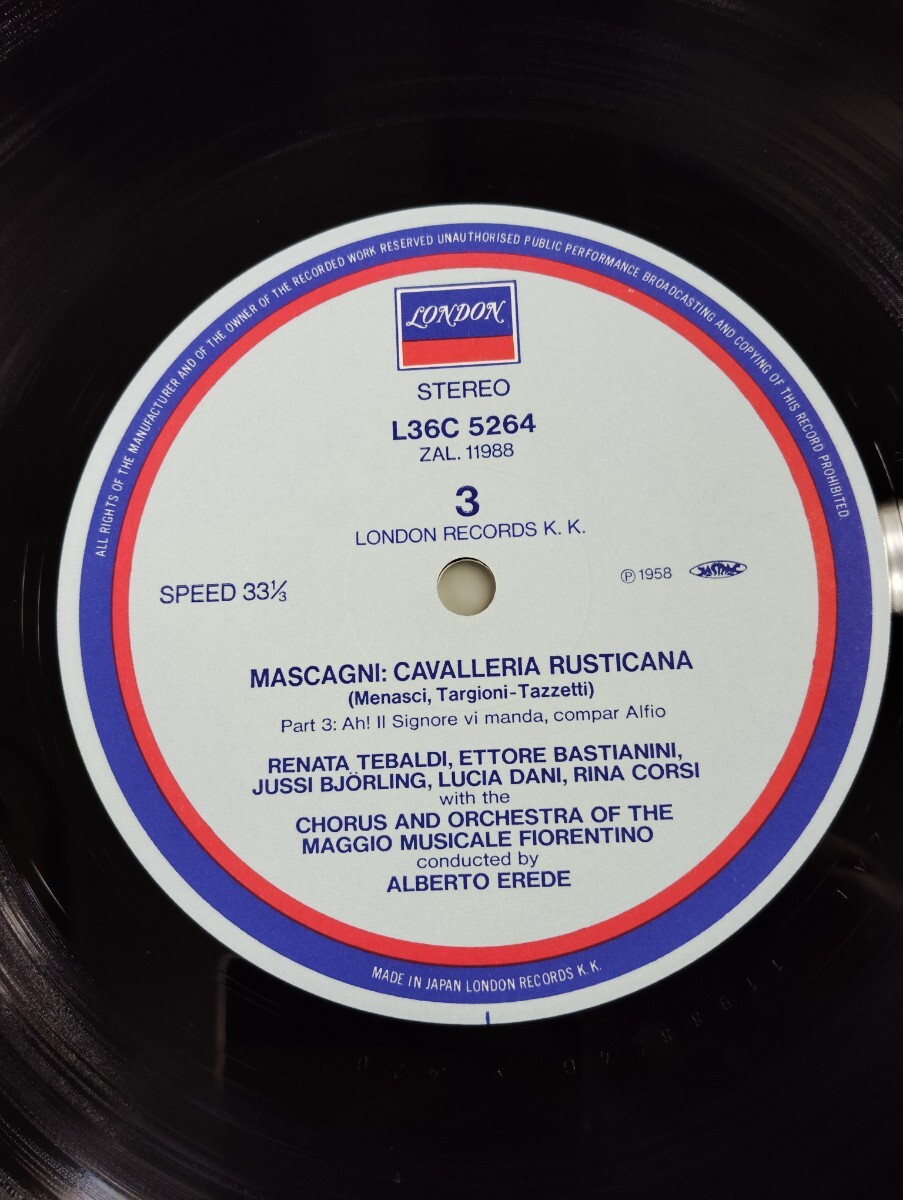 ALL RIGHTS OF THE MANUFACTURER AND OF THE OWNER OF THE RECORDED WORK RESERVED UNAUTHORISED PUBLIC PERFORMANCE BROADCASTING AND COPYING OF THIS RECORD PROHIBITED
LONDON
STEREO
L36C 5264
ZAL. 11988
3
LONDON RECORDS K. K.
SPEED 33⅓
℗ 1958 JASRAC
MASCAGNI: CAVALLERIA RUSTICANA
(Menasci, Targioni-Tazzetti)
Part 3: Ah! Il Signore vi manda, compar Alfio
RENATA TEBALDI, ETTORE BASTIANINI,
JUSSI BJÖRLING, LUCIA DANI, RINA CORSI
with the
CHORUS AND ORCHESTRA OF THE
MAGGIO MUSICALE FIORENTINO
conducted by
ALBERTO EREDE
MADE IN JAPAN LONDON RECORDS K.K.